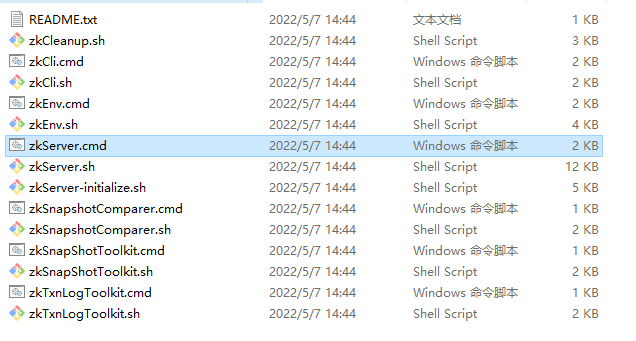 README.txt 2022/5/7 14:44 文本文档 1 KB
zkCleanup.sh 2022/5/7 14:44 Shell Script 3 KB
zkCli.cmd 2022/5/7 14:44 Windows 命令脚本 2 KB
zkCli.sh 2022/5/7 14:44 Shell Script 2 KB
zkEnv.cmd 2022/5/7 14:44 Windows 命令脚本 2 KB
zkEnv.sh 2022/5/7 14:44 Shell Script 4 KB
zkServer.cmd 2022/5/7 14:44 Windows 命令脚本 2 KB
zkServer.sh 2022/5/7 14:44 Shell Script 12 KB
zkServer-initialize.sh 2022/5/7 14:44 Shell Script 5 KB
zkSnapshotComparer.cmd 2022/5/7 14:44 Windows 命令脚本 1 KB
zkSnapshotComparer.sh 2022/5/7 14:44 Shell Script 2 KB
zkSnapShotToolkit.cmd 2022/5/7 14:44 Windows 命令脚本 1 KB
zkSnapShotToolkit.sh 2022/5/7 14:44 Shell Script 2 KB
zkTxnLogToolkit.cmd 2022/5/7 14:44 Windows 命令脚本 1 KB
zkTxnLogToolkit.sh 2022/5/7 14:44 Shell Script 2 KB